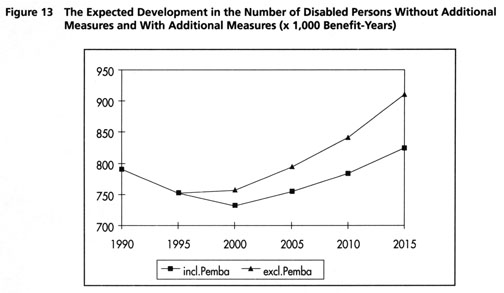 Figure 13 The Expected Development in the Number of Disabled Persons Without Additional
Measures and With Additional Measures (x 1,000 Benefit-Years)
950
900
850
800
750
700
1990 1995 2000 2005 2010 2015
incl.Pemba excl.Pemba